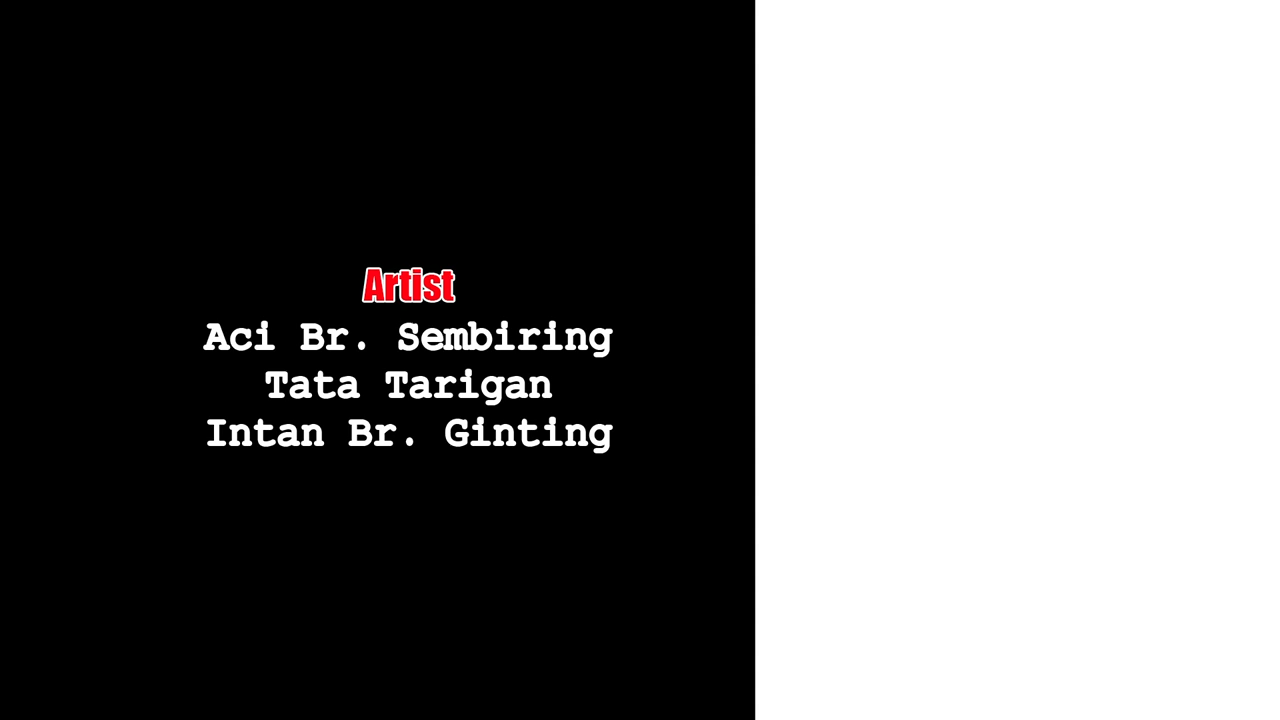 Artist
Aci Br. Sembiring
Tata Tarigan
Intan Br. Ginting